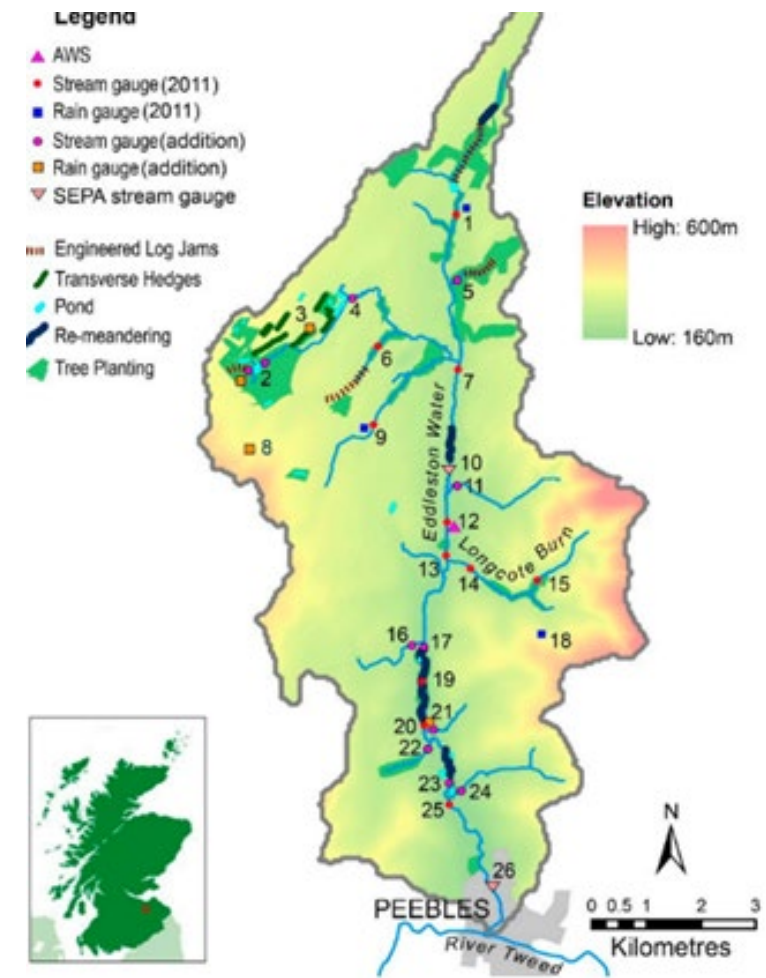 Legend
AWS
Stream gauge (2011)
Rain gauge (2011)
Stream gauge (addition)
Rain gauge (addition)
SEPA stream gauge
Engineered Log Jams
Transverse Hedges
Pond
Re-meandering
Tree Planting
Elevation
High: 600m
Low: 160m
1
5
3
4
2
6
7
9
8
Eddleston Water
10
11
12
Longcote Burn
13
14
15
16
17
18
19
20
21
22
23
24
25
26
N
PEEBLES
River Tweed
0 0.5 1 2 3
Kilometres